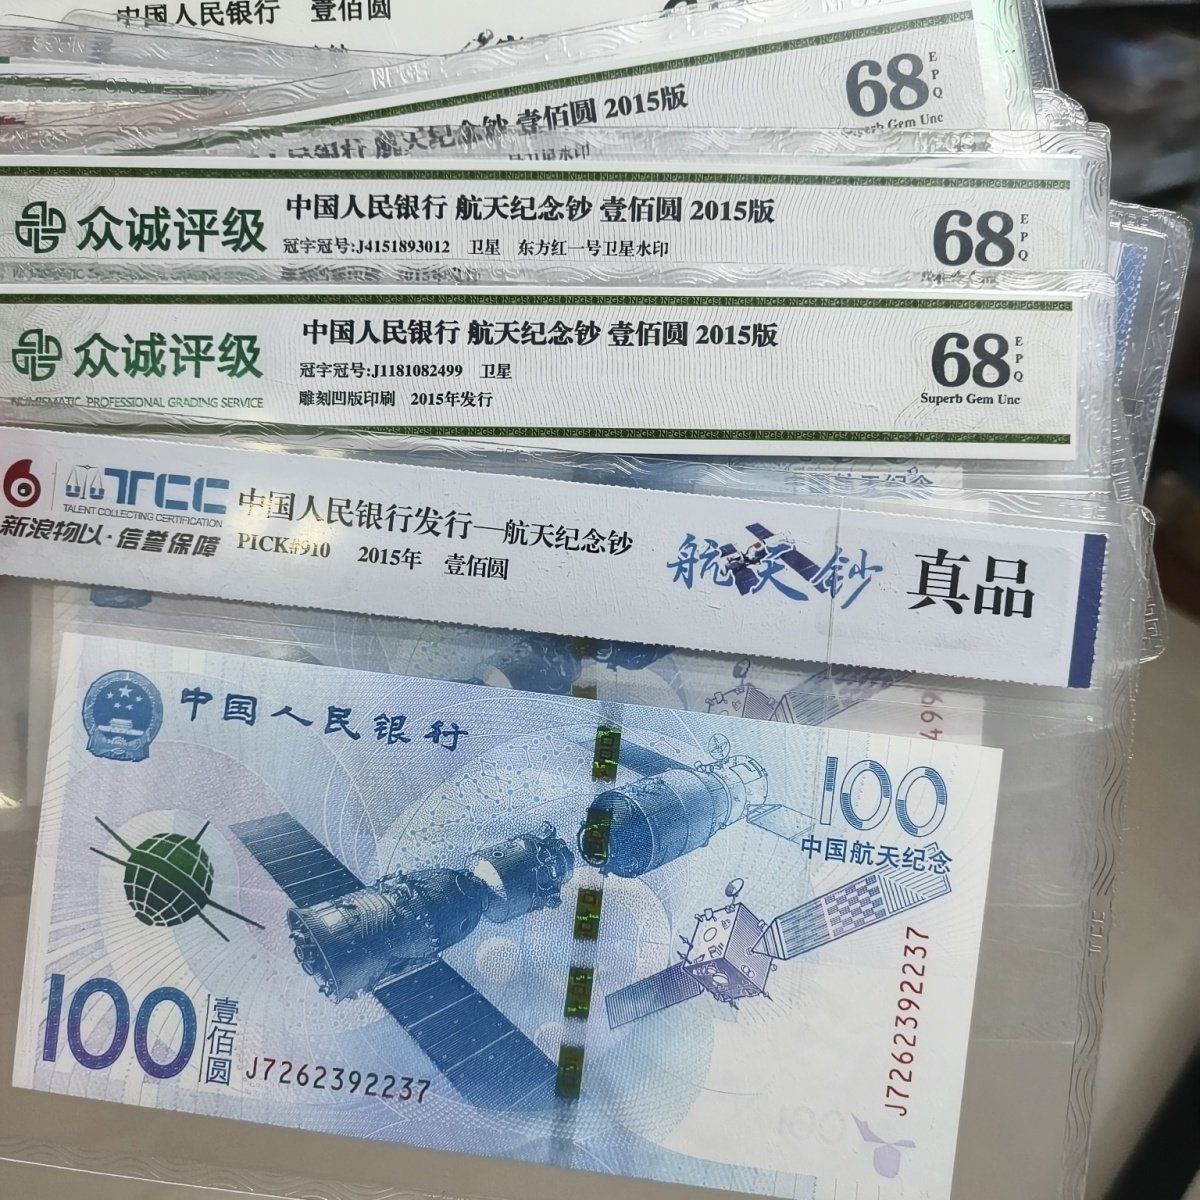 中国人民银行 壹佰圆
航天纪念钞 壹佰圆 2015版
68
EPQ
Superb Gem Unc
众诚评级
中国人民银行 航天纪念钞 壹佰圆 2015版
冠字冠号:J4151893012 卫星 东方红一号卫星水印
68
EPQ
众诚评级
NUMISMATIC PROFESSIONAL GRADING SERVICE
中国人民银行 航天纪念钞 壹佰圆 2015版
冠字冠号:J1181082499 卫星
雕刻凹版印刷 2015年发行
68
EPQ
Superb Gem Unc
TCC
TALENT COLLECTING CERTIFICATION
新浪物以·信誉保障
中国人民银行发行—航天纪念钞
PICK#910 2015年 壹佰圆
航天钞
真品
499
中国人民银行
100
中国航天纪念
100
壹佰圆
J7262392237
J7262392237